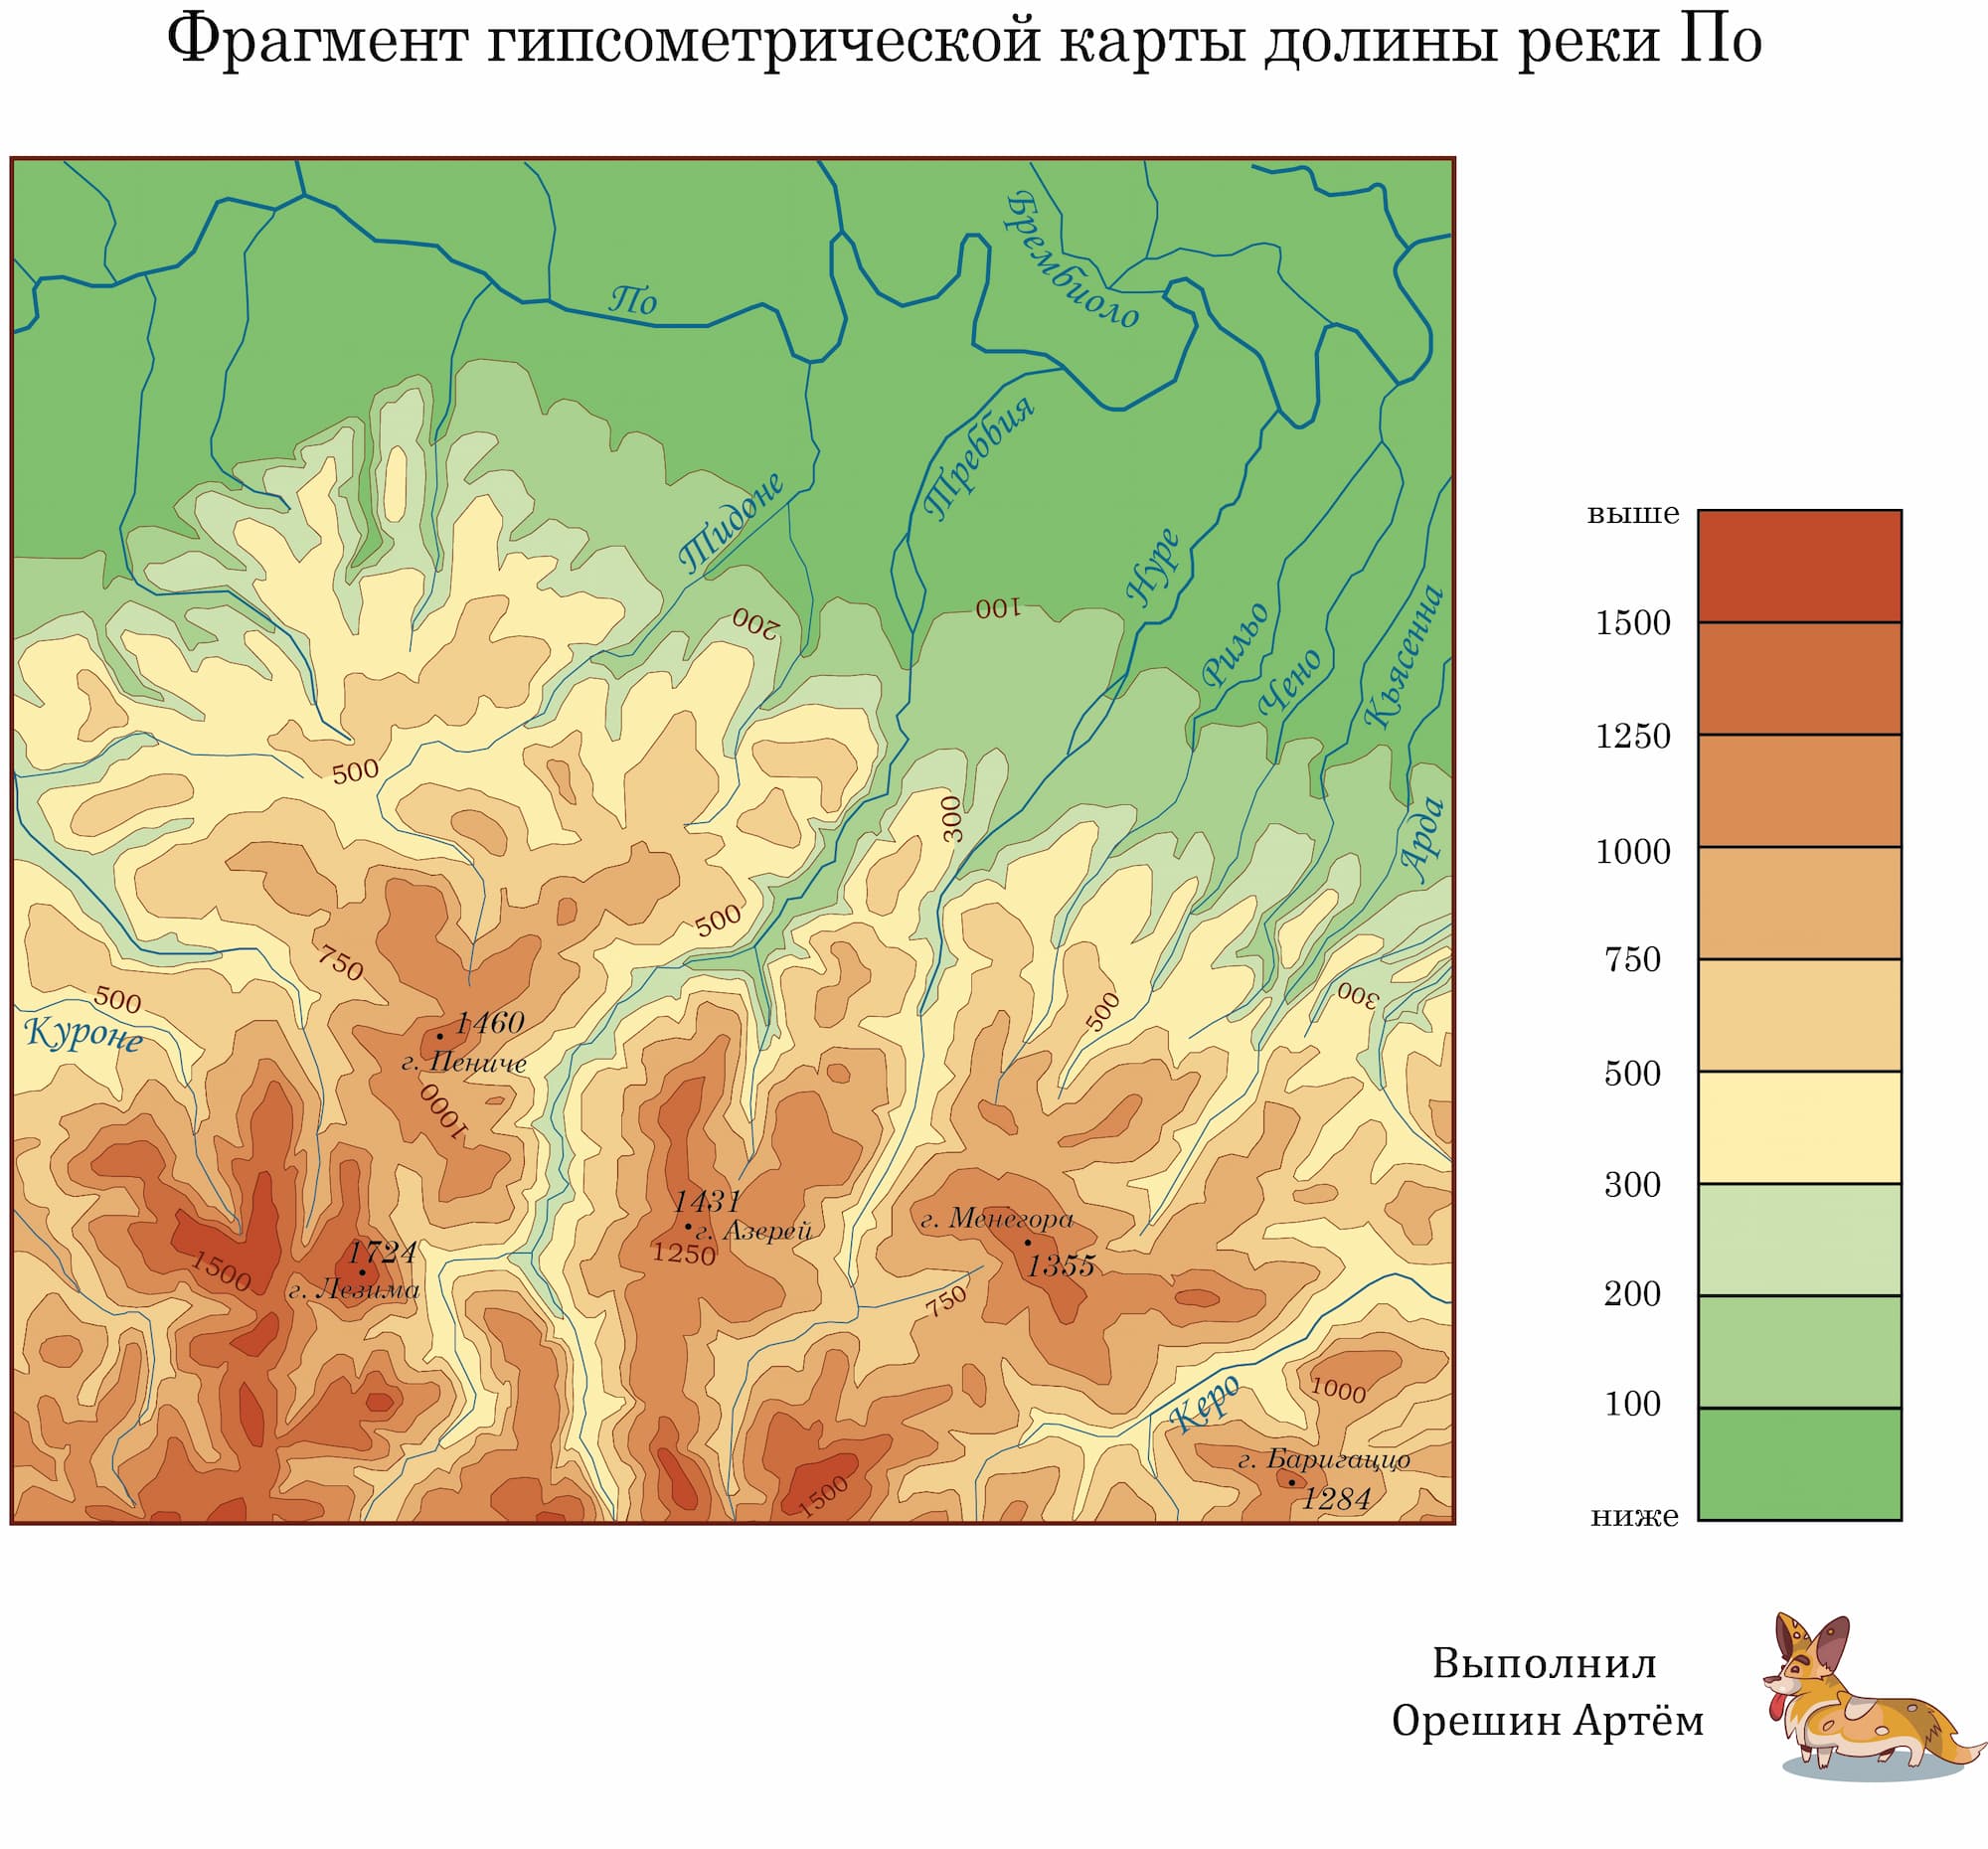 Фрагмент гипсометрической карты долины реки По
Брембиоло
По
Треббия
Тидоне
Нуре
выше
100
200
Рильо
Чено
Кьясенна
1500
1250
500
300
Арда
1000
500
750
750
500
500
300
Куроне
1460
г. Пениче
500
1000
1431
г. Азерей
1250
г. Менегора
1355
300
1724
г. Лезима
1500
750
200
1000
Керо
100
г. Баригаццо
1284
1500
ниже
Выполнил
Орешин Артём